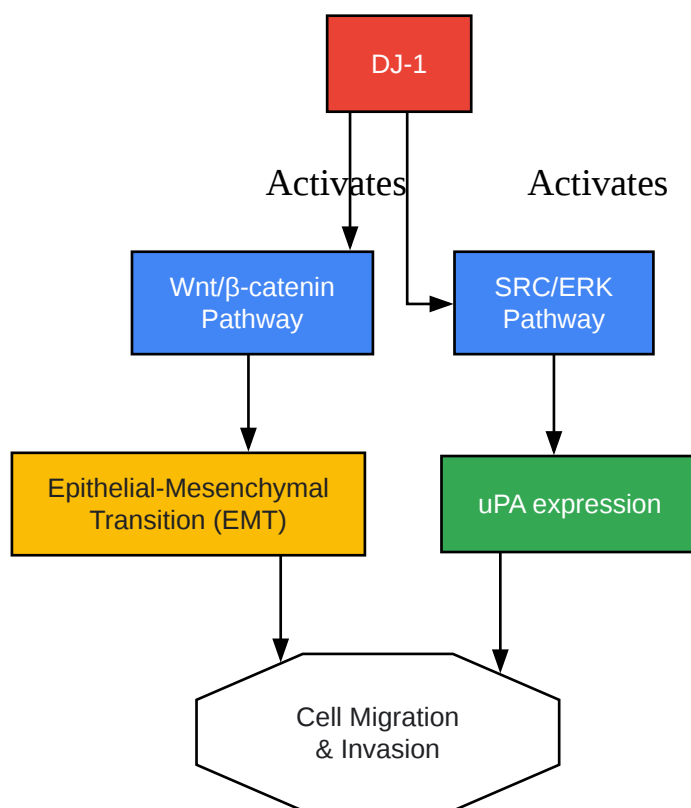 DJ-1
Activates
Activates
Wnt/β-catenin
Pathway
SRC/ERK
Pathway
Epithelial-Mesenchymal
Transition (EMT)
uPA expression
Cell Migration
& Invasion